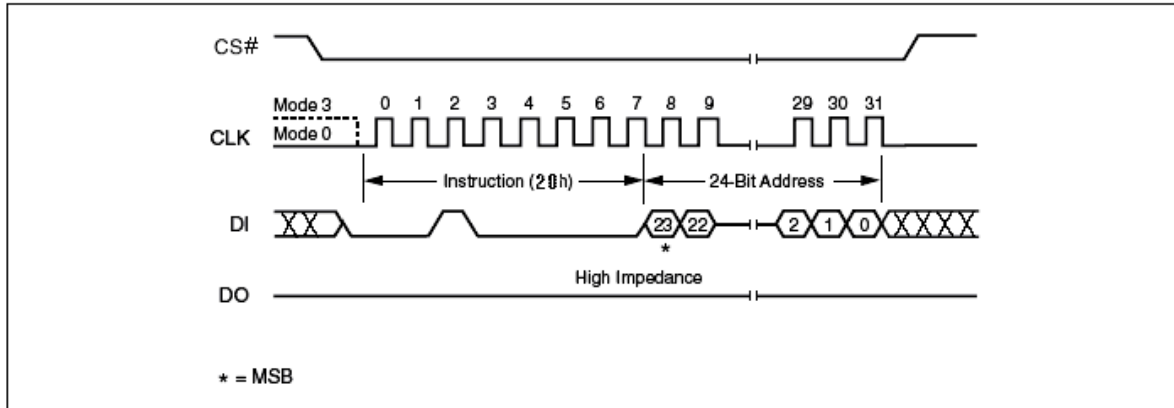 CS#
Mode 3
0 1 2 3 4 5 6 7 8 9 29 30 31
CLK
Mode 0
Instruction (20h)
24-Bit Address
DI
23 22 2 1 0
*
High Impedance
DO
* = MSB